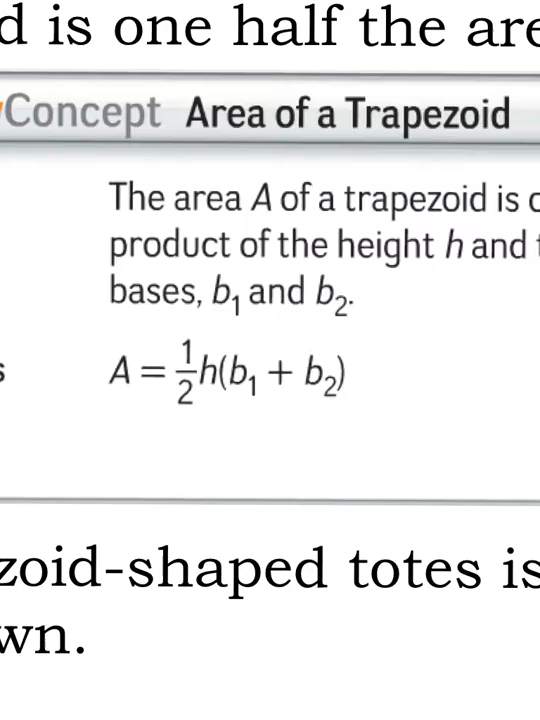 d is one half the are
Concept Area of a Trapezoid
The area A of a trapezoid is o
product of the height h and t
bases, b₁ and b₂.
s A = 1/2 h(b₁ + b₂)
zoid-shaped totes is
wn.